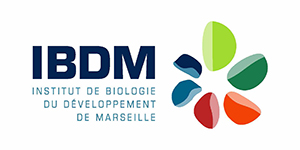 IBDM
INSTITUT DE BIOLOGIE
DU DÉVELOPPEMENT
DE MARSEILLE